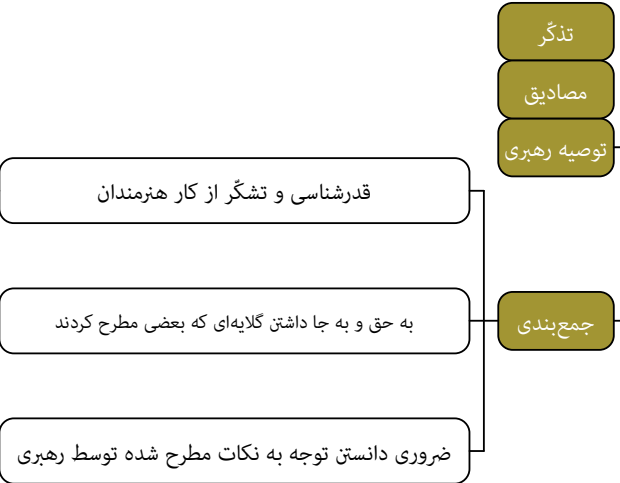 تذکّر
مصادیق
توصیه رهبری
جمع‌بندی
قدرشناسی و تشکّر از کار هنرمندان
به حق و به جا داشتن گلایه‌ای که بعضی مطرح کردند
ضروری دانستن توجه به نکات مطرح شده توسط رهبری